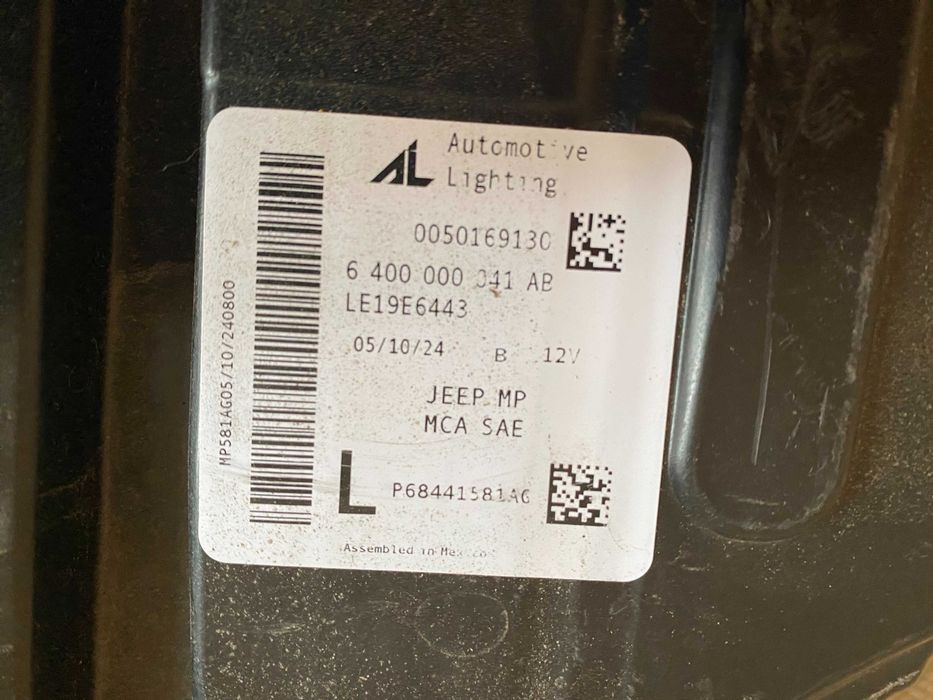 AL
Automotive
Lighting
0050169130
6 400 000 041 AB
LE19E6443
05/10/24 B 12V
JEEP MP
MCA SAE
L P68441581AG
Assembled in Mexico
MP581AG05/10/240800